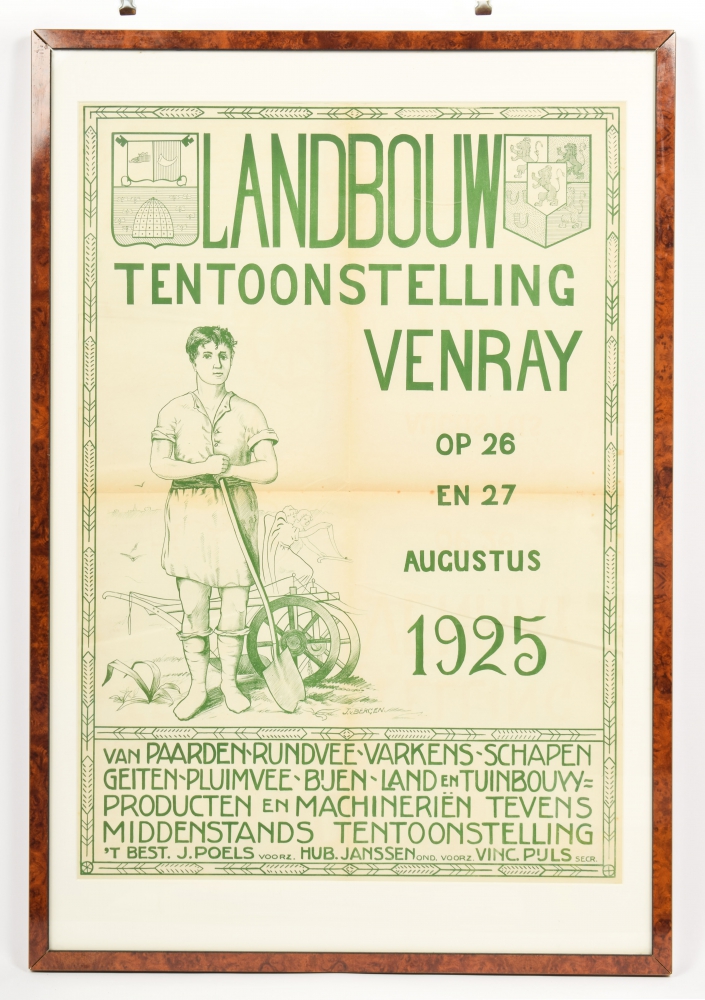 LANDBOUW
TENTOONSTELLING
VENRAY
OP 26
EN 27
AUGUSTUS
1925
J. BERGEN.
VAN PAARDEN-RUNDVEE-VARKENS-SCHAPEN
GEITEN-PLUIMVEE-BIJEN-LAND EN TUINBOUW=
PRODUCTEN EN MACHINERIËN TEVENS
MIDDENSTANDS TENTOONSTELLING
'T BEST. J. POELS VOORZ. HUB. JANSSEN OND. VOORZ. VINC. PIJLS SECR.